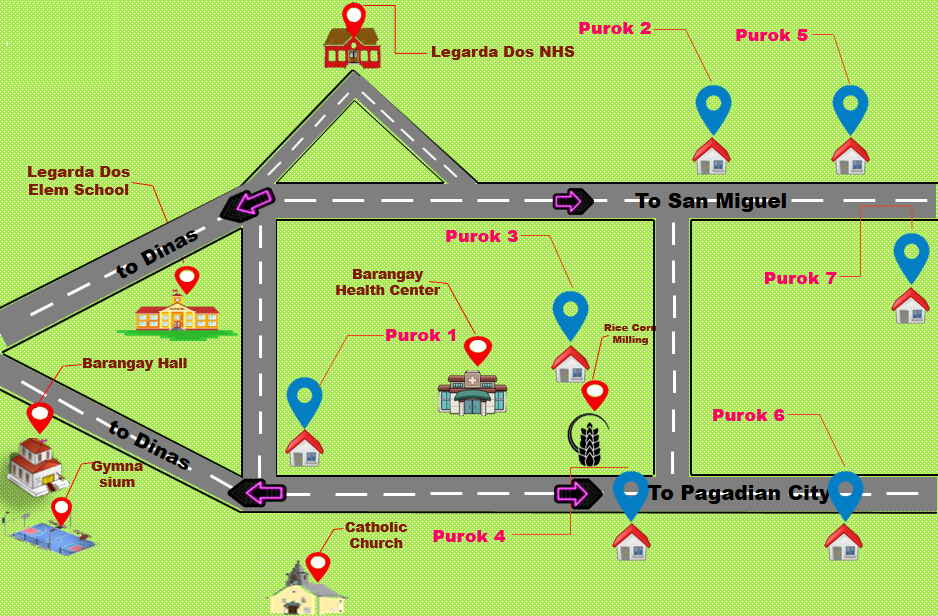 Legarda Dos NHS
Purok 2
Purok 5
Legarda Dos
Elem School
To San Miguel
to Dinas
Purok 3
Purok 7
Barangay
Health Center
Rice Corn
Milling
Purok 1
Barangay Hall
Purok 6
to Dinas
Gymna
sium
To Pagadian City
Purok 4
Catholic
Church